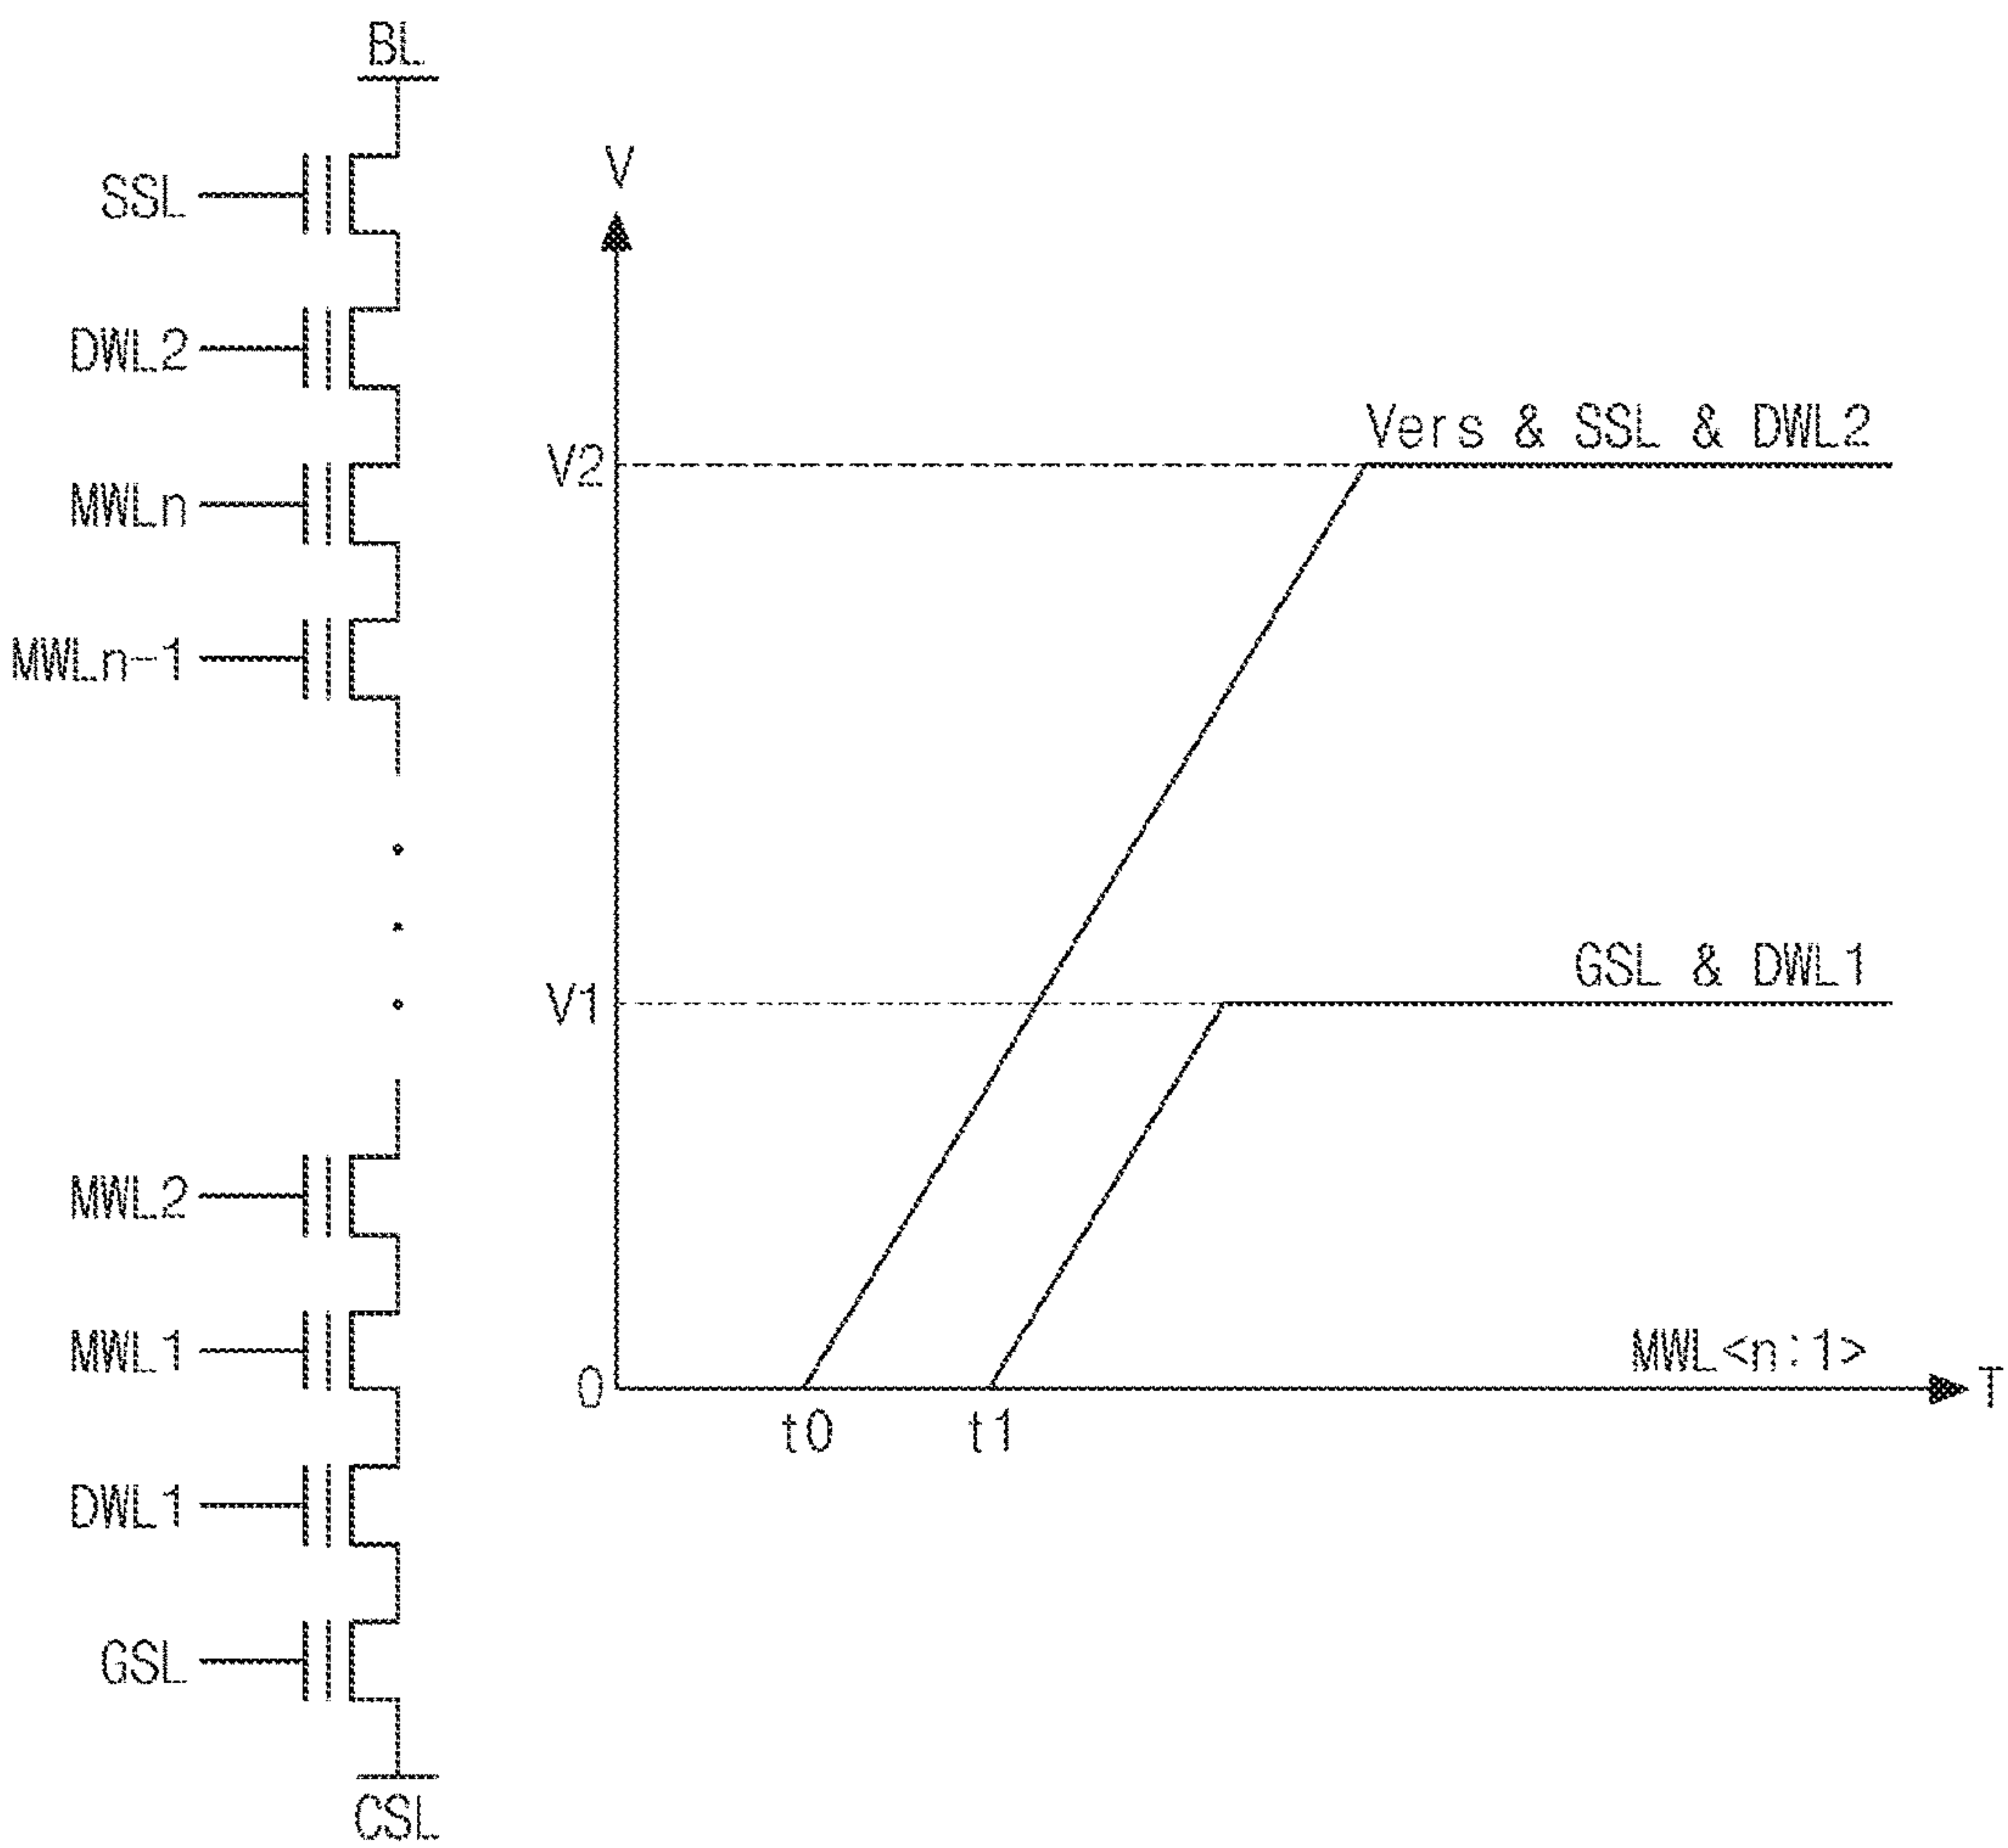 BL
SSL
DWL2
MWLn
MWLn-1
MWL2
MWL1
DWL1
GSL
CSL
V
V2
Vers & SSL & DWL2
V1
GSL & DWL1
MWL<n:1>
0
T
t0
t1